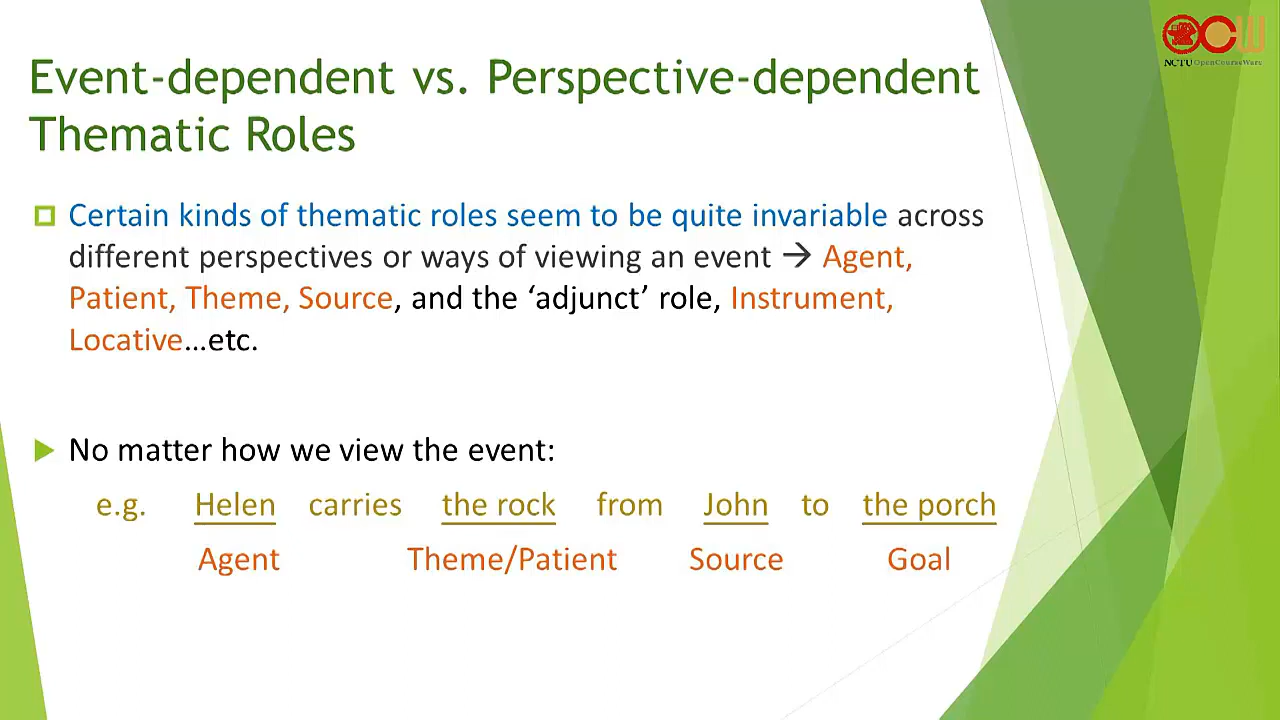 Event-dependent vs. Perspective-dependent
Thematic Roles
Certain kinds of thematic roles seem to be quite invariable across
different perspectives or ways of viewing an event → Agent,
Patient, Theme, Source, and the ‘adjunct’ role, Instrument,
Locative…etc.
No matter how we view the event:
e.g. Helen carries the rock from John to the porch
Agent Theme/Patient Source Goal
OCW
NCTU OpenCourseWare